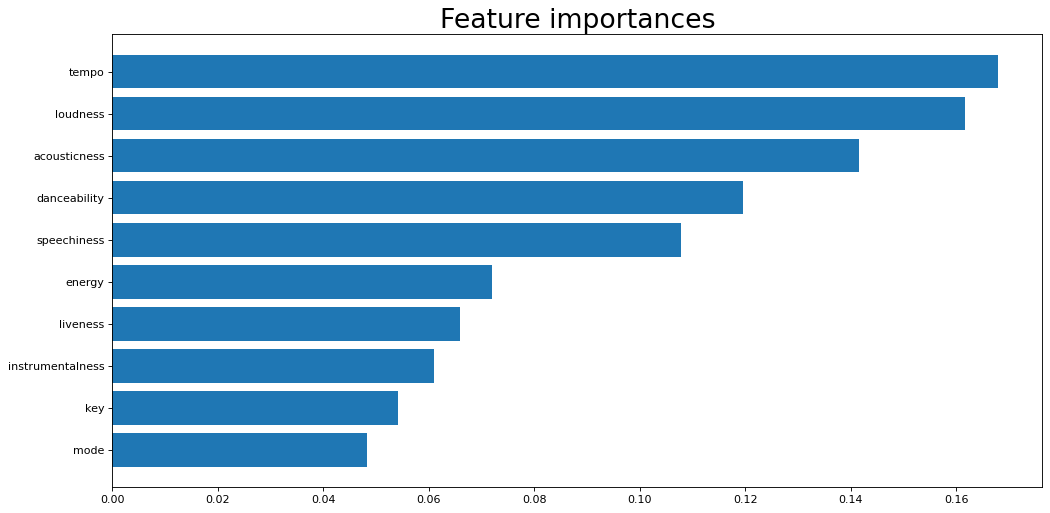 Feature importances
tempo
loudness
acousticness
danceability
speechiness
energy
liveness
instrumentalness
key
mode
0.00 0.02 0.04 0.06 0.08 0.10 0.12 0.14 0.16